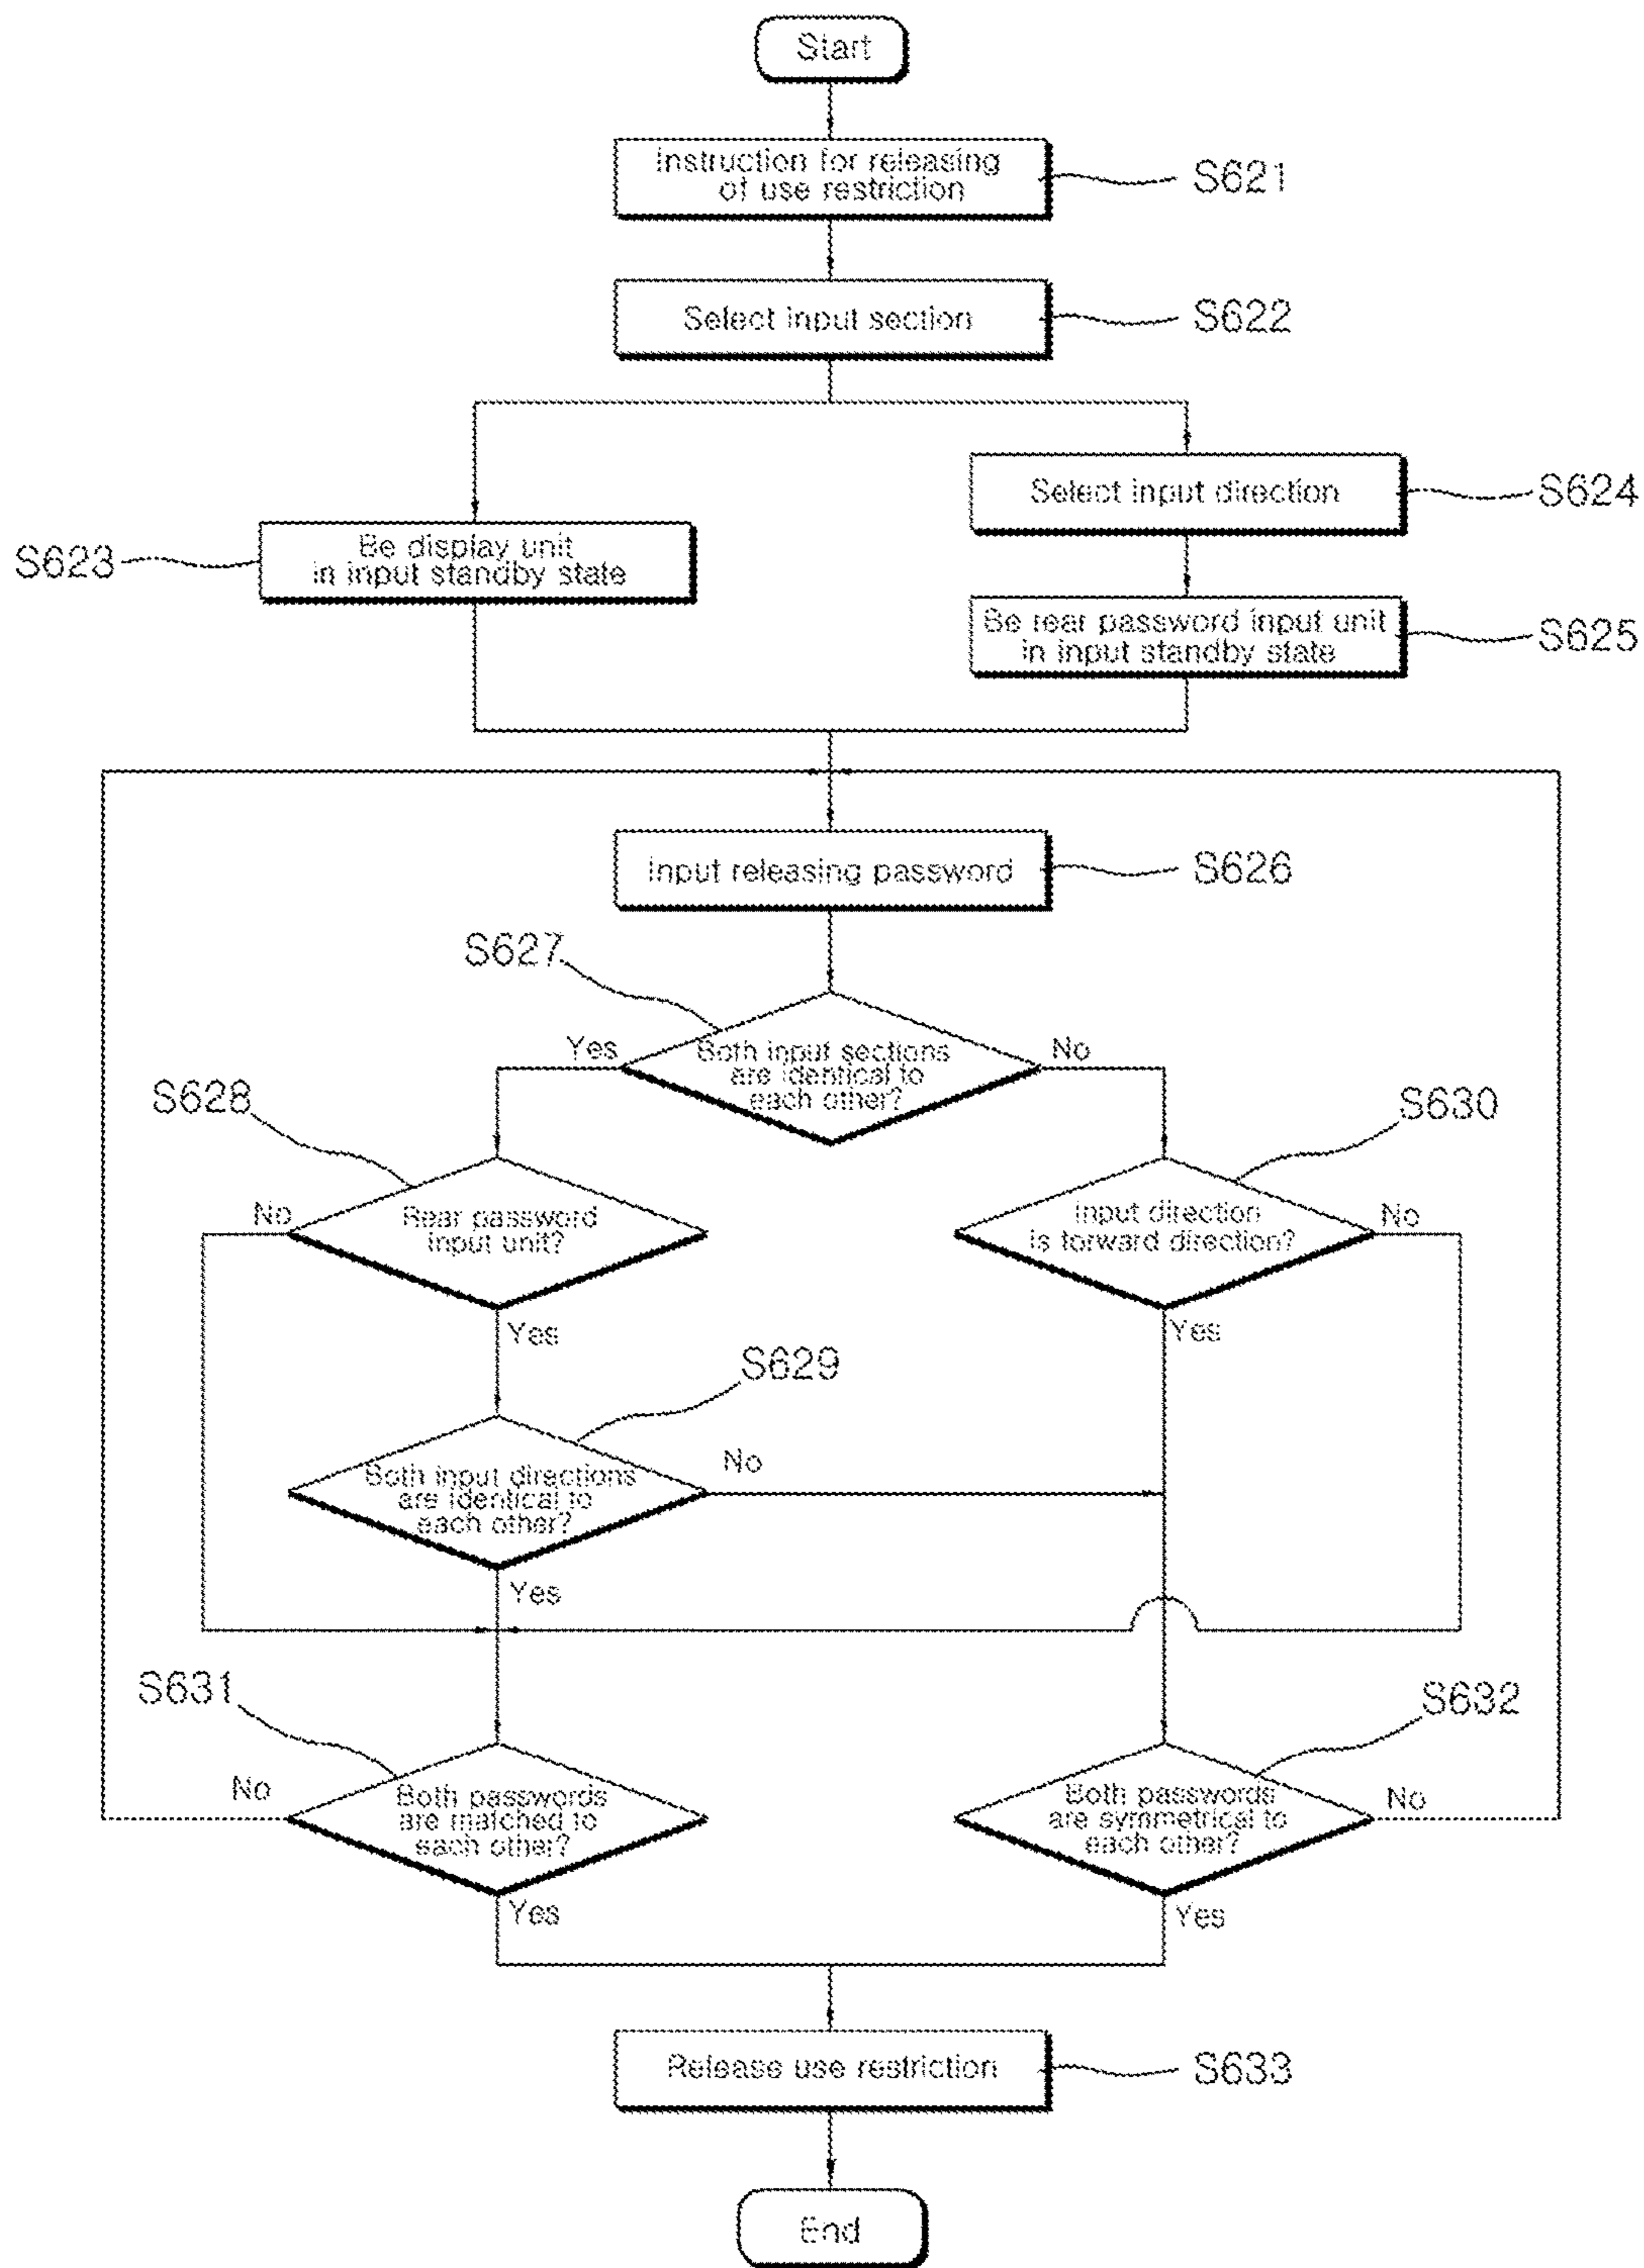 Start
Instruction for releasing
of use restriction
S621
Select input section
S622
Select input direction
S624
S623
Be display unit
in input standby state
Be rear password input unit
in input standby state
S625
Input releasing password
S626
S627
Yes
Both input sections
are identical to
each other?
No
S628
S630
No
Rear password
input unit?
Input direction
is forward direction?
No
Yes
Yes
S629
Both input directions
are identical to
each other?
No
Yes
S631
S632
No
Both passwords
are matched to
each other?
Both passwords
are symmetrical to
each other?
No
Yes
Yes
Release use restriction
S633
End